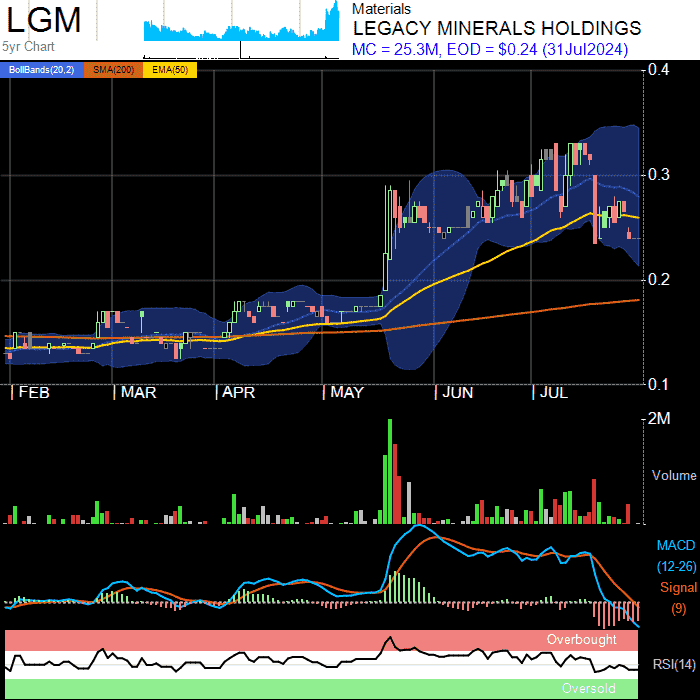 LGM
5yr Chart
Materials
LEGACY MINERALS HOLDINGS
MC = 25.3M, EOD = $0.24 (31Jul2024)
BollBands(20,2) SMA(200) EMA(50)
0.4
0.3
0.2
0.1
FEB MAR APR MAY JUN JUL
2M
Volume
MACD
(12-26)
Signal
(9)
Overbought
RSI(14)
Oversold